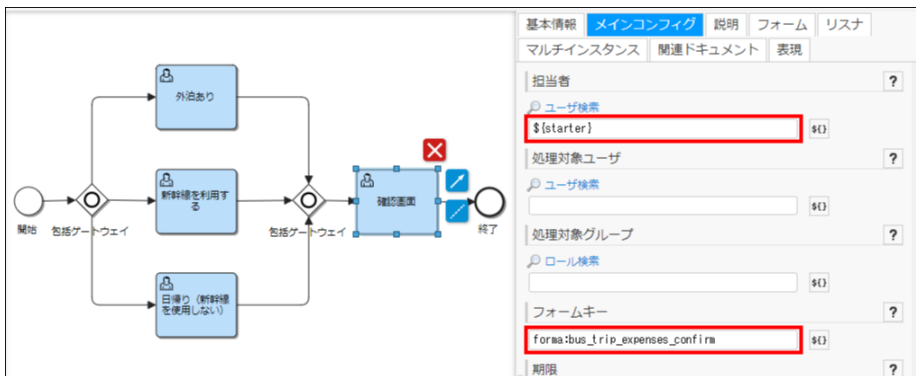 外泊あり
新幹線を利用す
る
日帰り（新幹線
を使用しない）
確認画面
開始
包括ゲートウェイ
包括ゲートウェイ
終了
基本情報
メインコンフィグ
説明
フォーム
リスナ
マルチインスタンス
関連ドキュメント
表現
担当者
?
ユーザ検索
${starter}
${}
処理対象ユーザ
?
ユーザ検索
${}
処理対象グループ
?
ロール検索
${}
フォームキー
?
forma:bus_trip_expenses_confirm
${}
期限
?